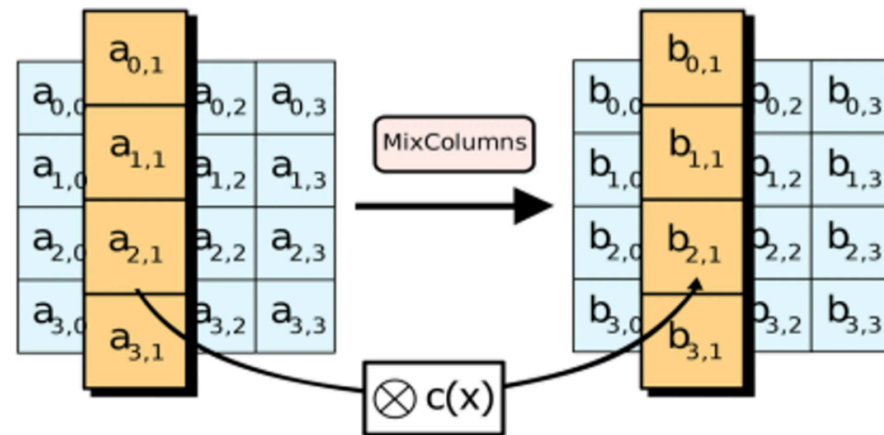 a0,1
a0,0 a0,2 a0,3
a1,1
a1,0 a1,2 a1,3
a2,1
a2,0 a2,2 a2,3
a3,1
a3,0 a3,2 a3,3
MixColumns
b0,1
b0,0 b0,2 b0,3
b1,1
b1,0 b1,2 b1,3
b2,1
b2,0 b2,2 b2,3
b3,1
b3,0 b3,2 b3,3
⊗ c(x)